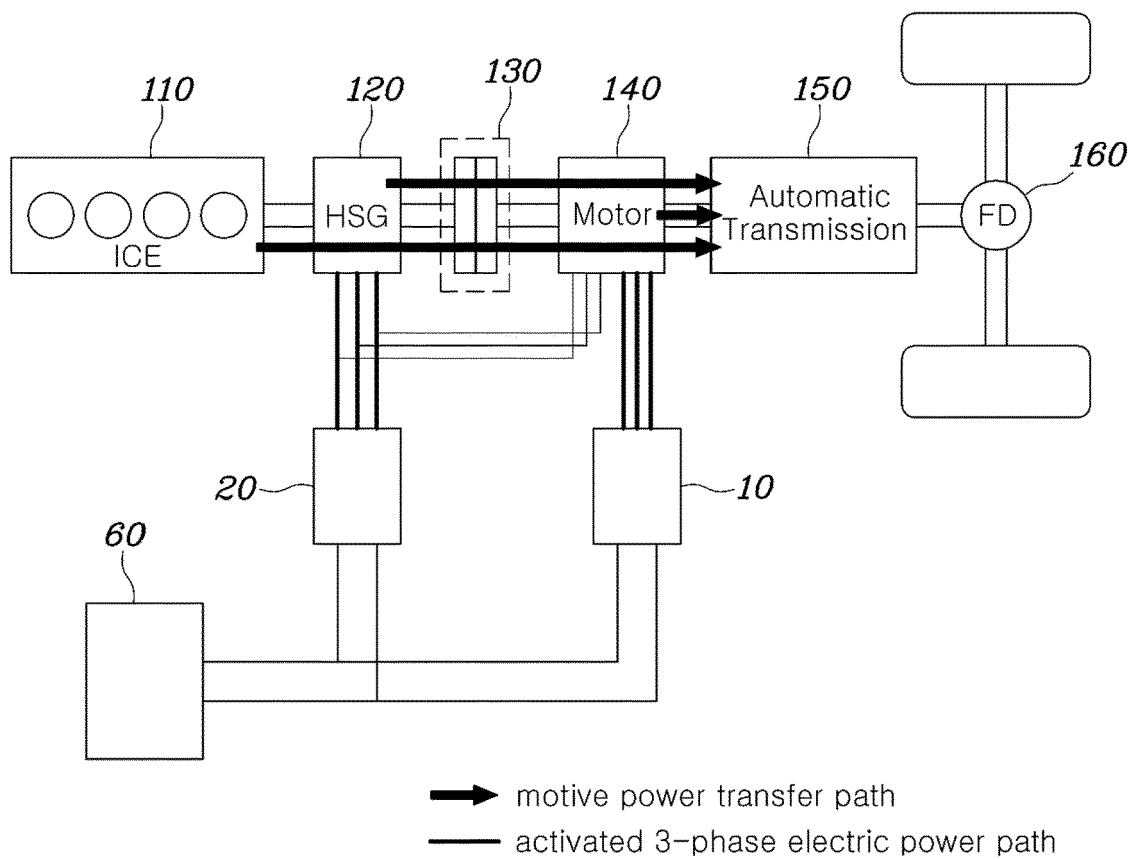 110
120
130
140
150
160
ICE
HSG
Motor
Automatic
Transmission
FD
20
10
60
motive power transfer path
activated 3-phase electric power path